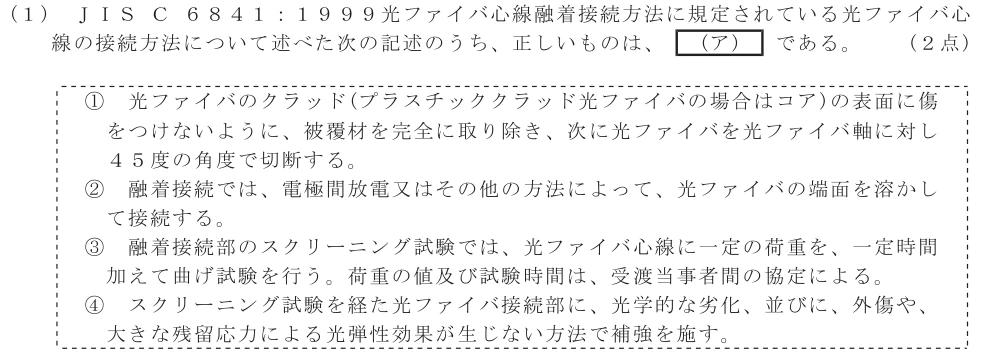 (1) ＪＩＳ Ｃ ６８４１：１９９９光ファイバ心線融着接続方法に規定されている光ファイバ心
線の接続方法について述べた次の記述のうち、正しいものは、 (ア) である。 (２点)
① 光ファイバのクラッド(プラスチッククラッド光ファイバの場合はコア)の表面に傷
をつけないように、被覆材を完全に取り除き、次に光ファイバを光ファイバ軸に対し
４５度の角度で切断する。
② 融着接続では、電極間放電又はその他の方法によって、光ファイバの端面を溶かし
て接続する。
③ 融着接続部のスクリーニング試験では、光ファイバ心線に一定の荷重を、一定時間
加えて曲げ試験を行う。荷重の値及び試験時間は、受渡当事者間の協定による。
④ スクリーニング試験を経た光ファイバ接続部に、光学的な劣化、並びに、外傷や、
大きな残留応力による光弾性効果が生じない方法で補強を施す。